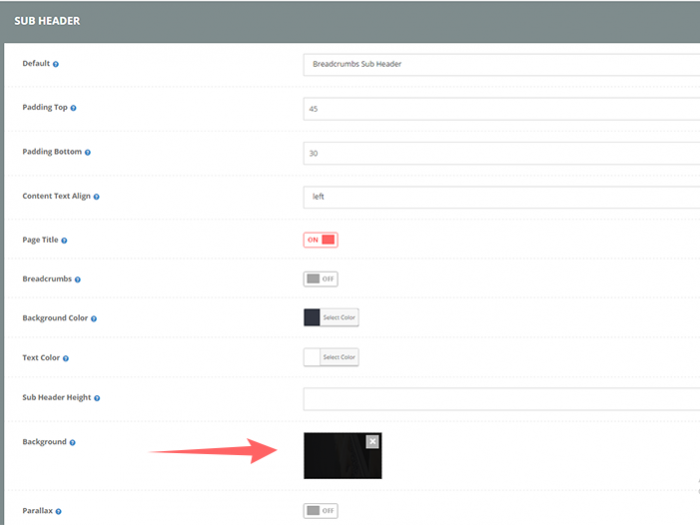 SUB HEADER
Default
Breadcrumbs Sub Header
Padding Top
45
Padding Bottom
30
Content Text Align
left
Page Title
ON
Breadcrumbs
OFF
Background Color
Select Color
Text Color
Select Color
Sub Header Height
Background
Parallax
OFF